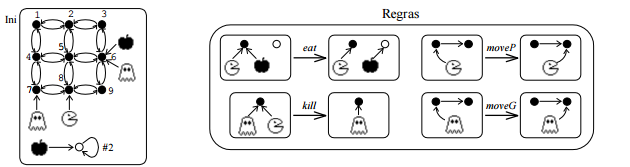 Regras
Ini
1 2 3
4 5 6
7 8 9
#2
eat
moveP
kill
moveG